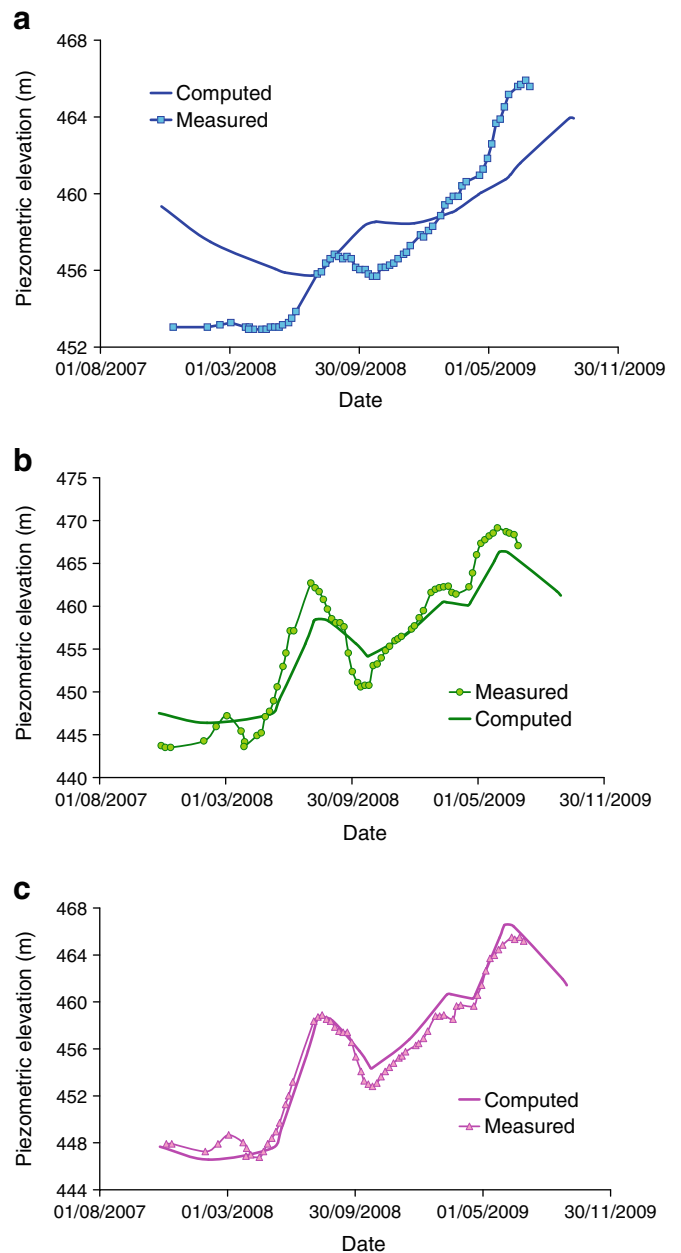 a
468
464
460
456
452
Piezometric elevation (m)
Computed
Measured
01/08/2007 01/03/2008 30/09/2008 01/05/2009 30/11/2009
Date
b
475
470
465
460
455
450
445
440
Piezometric elevation (m)
Measured
Computed
01/08/2007 01/03/2008 30/09/2008 01/05/2009 30/11/2009
Date
c
468
464
460
456
452
448
444
Piezometric elevation (m)
Computed
Measured
01/08/2007 01/03/2008 30/09/2008 01/05/2009 30/11/2009
Date